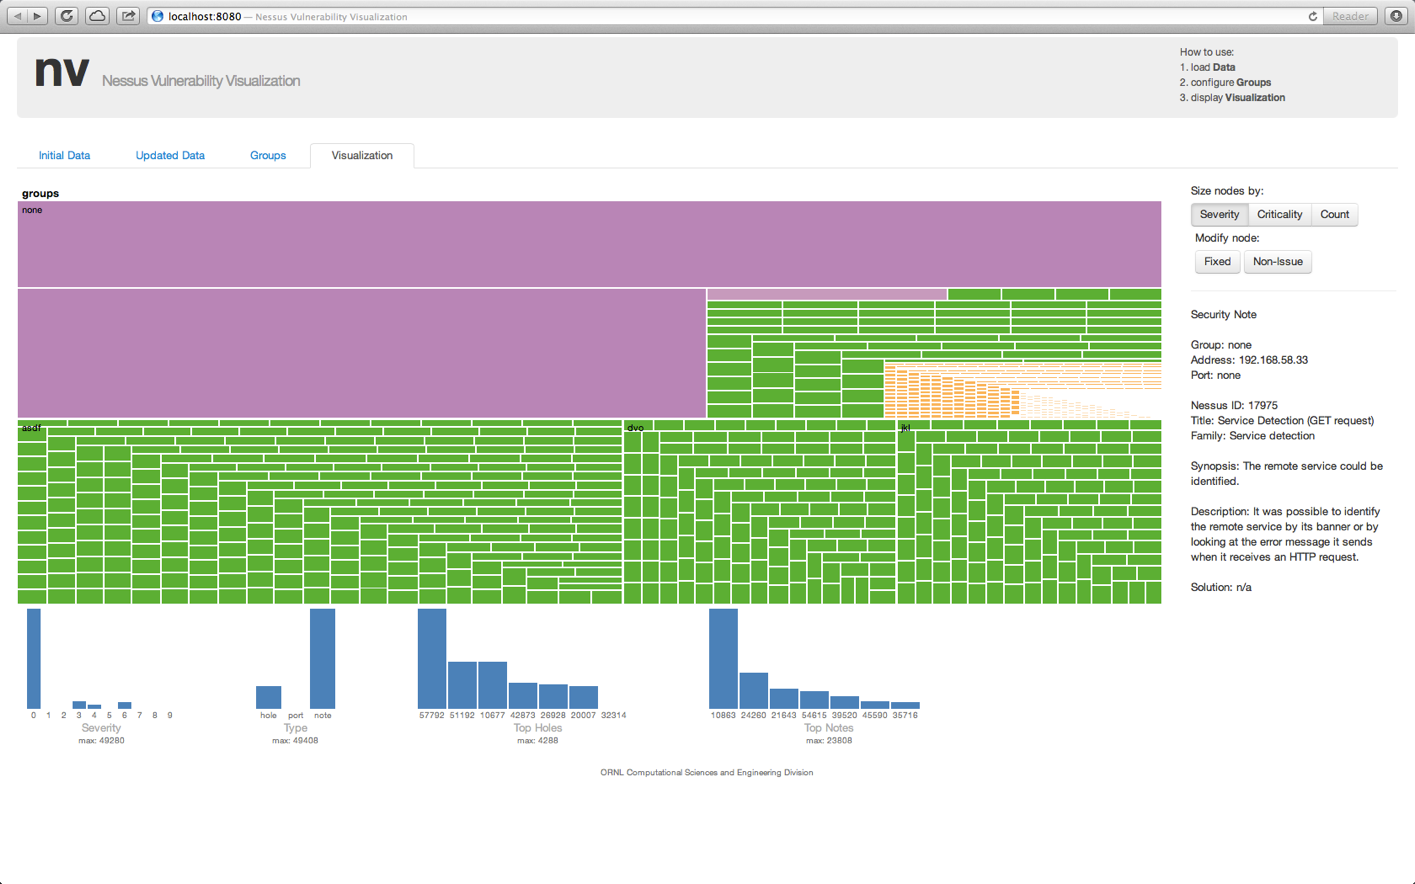 localhost:8080 — Nessus Vulnerability Visualization
Reader
nv Nessus Vulnerability Visualization
How to use:
1. load Data
2. configure Groups
3. display Visualization
Initial Data
Updated Data
Groups
Visualization
groups
none
asdf
dvo
jkl
Size nodes by:
Severity
Criticality
Count
Modify node:
Fixed
Non-Issue
Security Note
Group: none
Address: 192.168.58.33
Port: none
Nessus ID: 17975
Title: Service Detection (GET request)
Family: Service detection
Synopsis: The remote service could be
identified.
Description: It was possible to identify
the remote service by its banner or by
looking at the error message it sends
when it receives an HTTP request.
Solution: n/a
0 1 2 3 4 5 6 7 8 9
Severity
max: 49280
hole port note
Type
max: 49408
57792 51192 10677 42873 26928 20007 32314
Top Holes
max: 4288
10863 24260 21643 54615 39520 45590 35716
Top Notes
max: 23808
ORNL Computational Sciences and Engineering Division